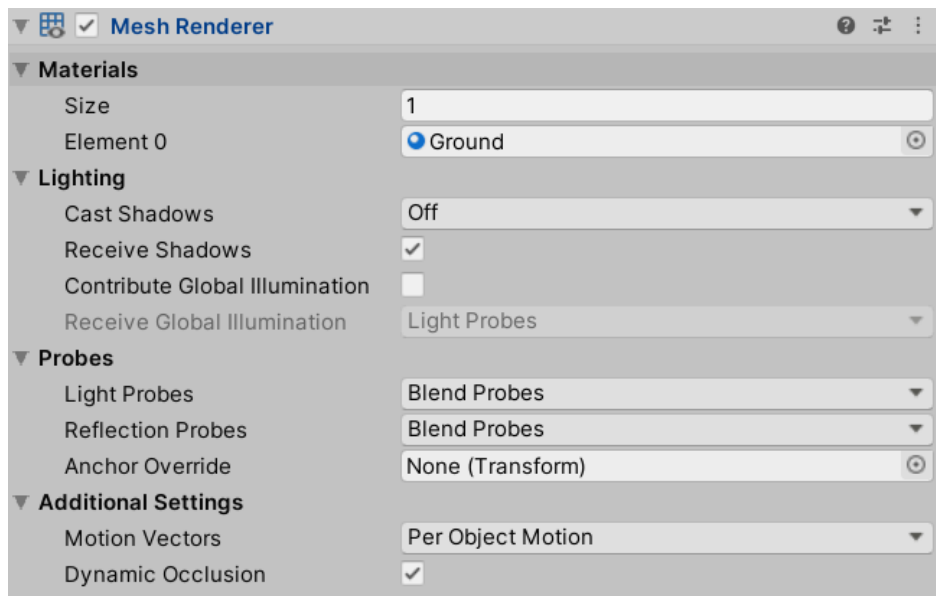 Mesh Renderer
Materials
Size 1
Element 0 Ground
Lighting
Cast Shadows Off
Receive Shadows
Contribute Global Illumination
Receive Global Illumination Light Probes
Probes
Light Probes Blend Probes
Reflection Probes Blend Probes
Anchor Override None (Transform)
Additional Settings
Motion Vectors Per Object Motion
Dynamic Occlusion